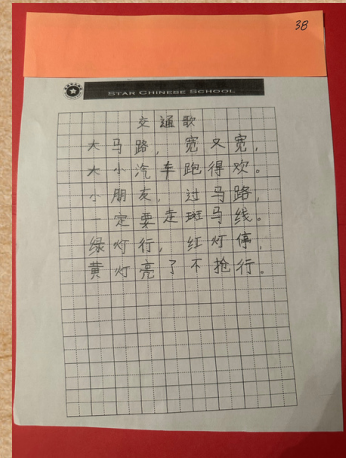 38
STAR CHINESE SCHOOL
交通歌
大马路，宽又宽，
大小汽车跑得欢。
小朋友，过马路，
一定要走斑马线。
绿灯行，红灯停，
黄灯亮了不抢行。